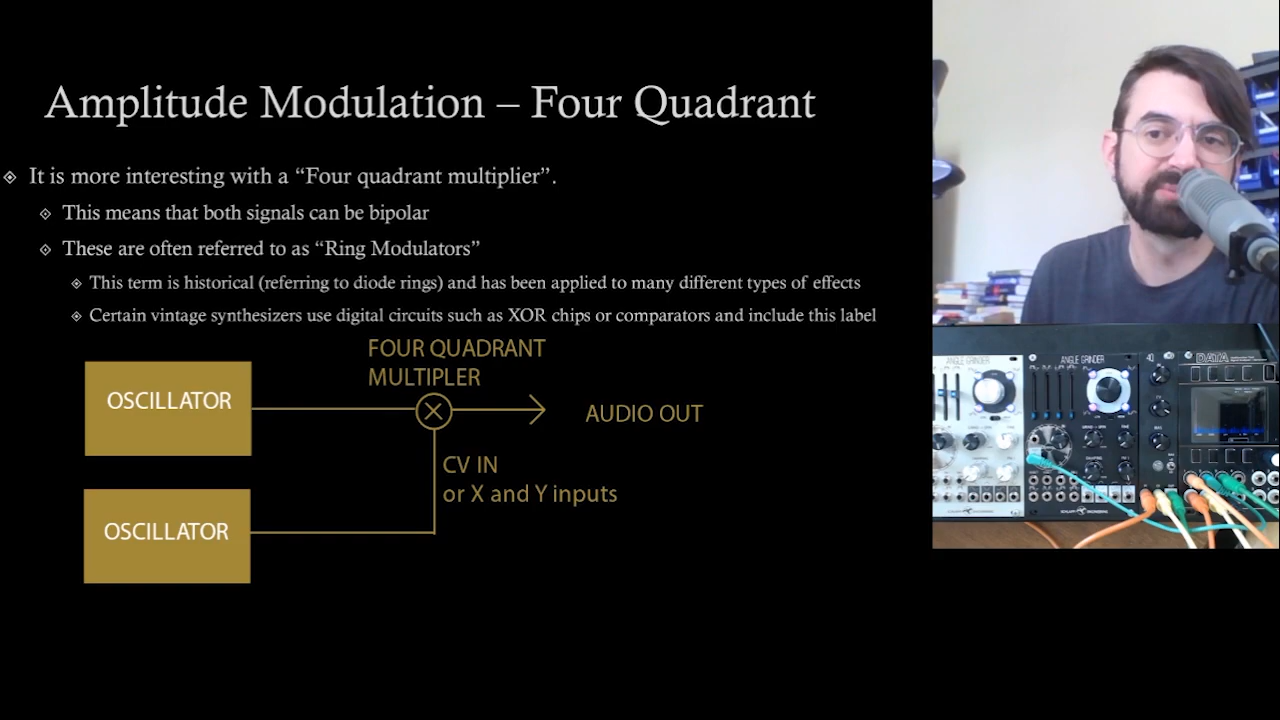 Amplitude Modulation – Four Quadrant
It is more interesting with a “Four quadrant multiplier”.
This means that both signals can be bipolar
These are often referred to as “Ring Modulators”
This term is historical (referring to diode rings) and has been applied to many different types of effects
Certain vintage synthesizers use digital circuits such as XOR chips or comparators and include this label
FOUR QUADRANT
MULTIPLER
OSCILLATOR
AUDIO OUT
CV IN
or X and Y inputs
OSCILLATOR
ANGLE GRINDER
ANGLE GRINDER
DATA